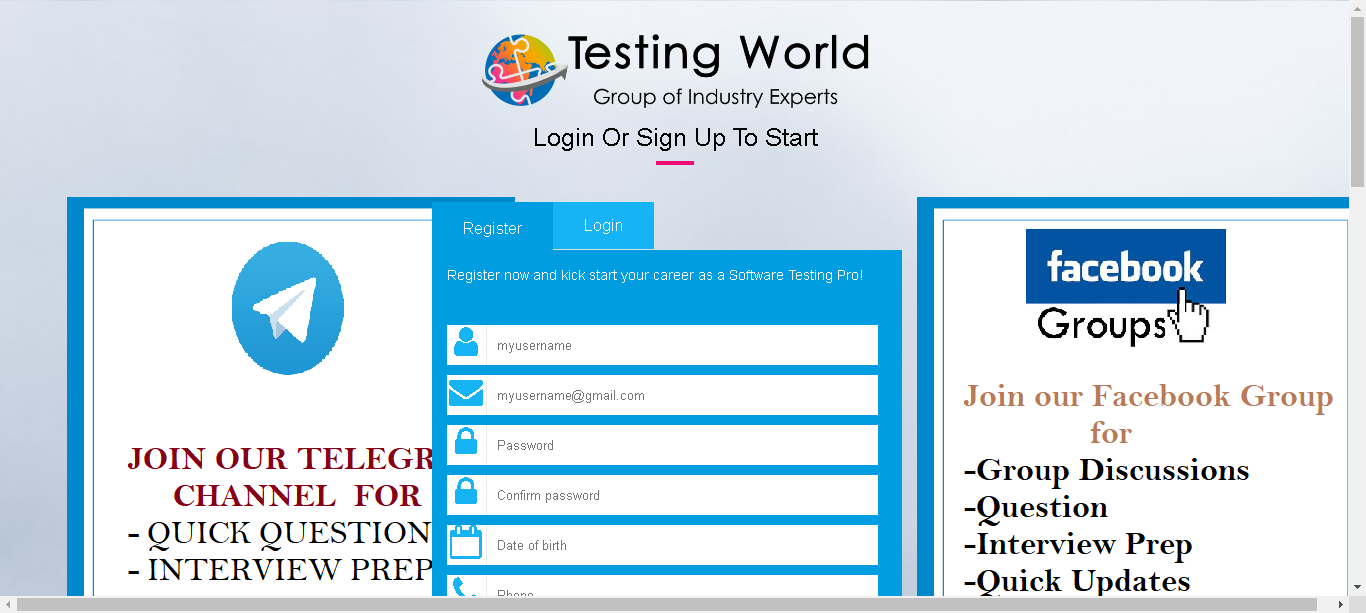 Testing World
Group of Industry Experts
Login Or Sign Up To Start
Register
Login
Register now and kick start your career as a Software Testing Pro!
myusername
myusername@gmail.com
Password
Confirm password
Date of birth
Phone
JOIN OUR TELEGR
CHANNEL FOR
- QUICK QUESTION
- INTERVIEW PREP
facebook
Groups
Join our Facebook Group
for
-Group Discussions
-Question
-Interview Prep
-Quick Updates